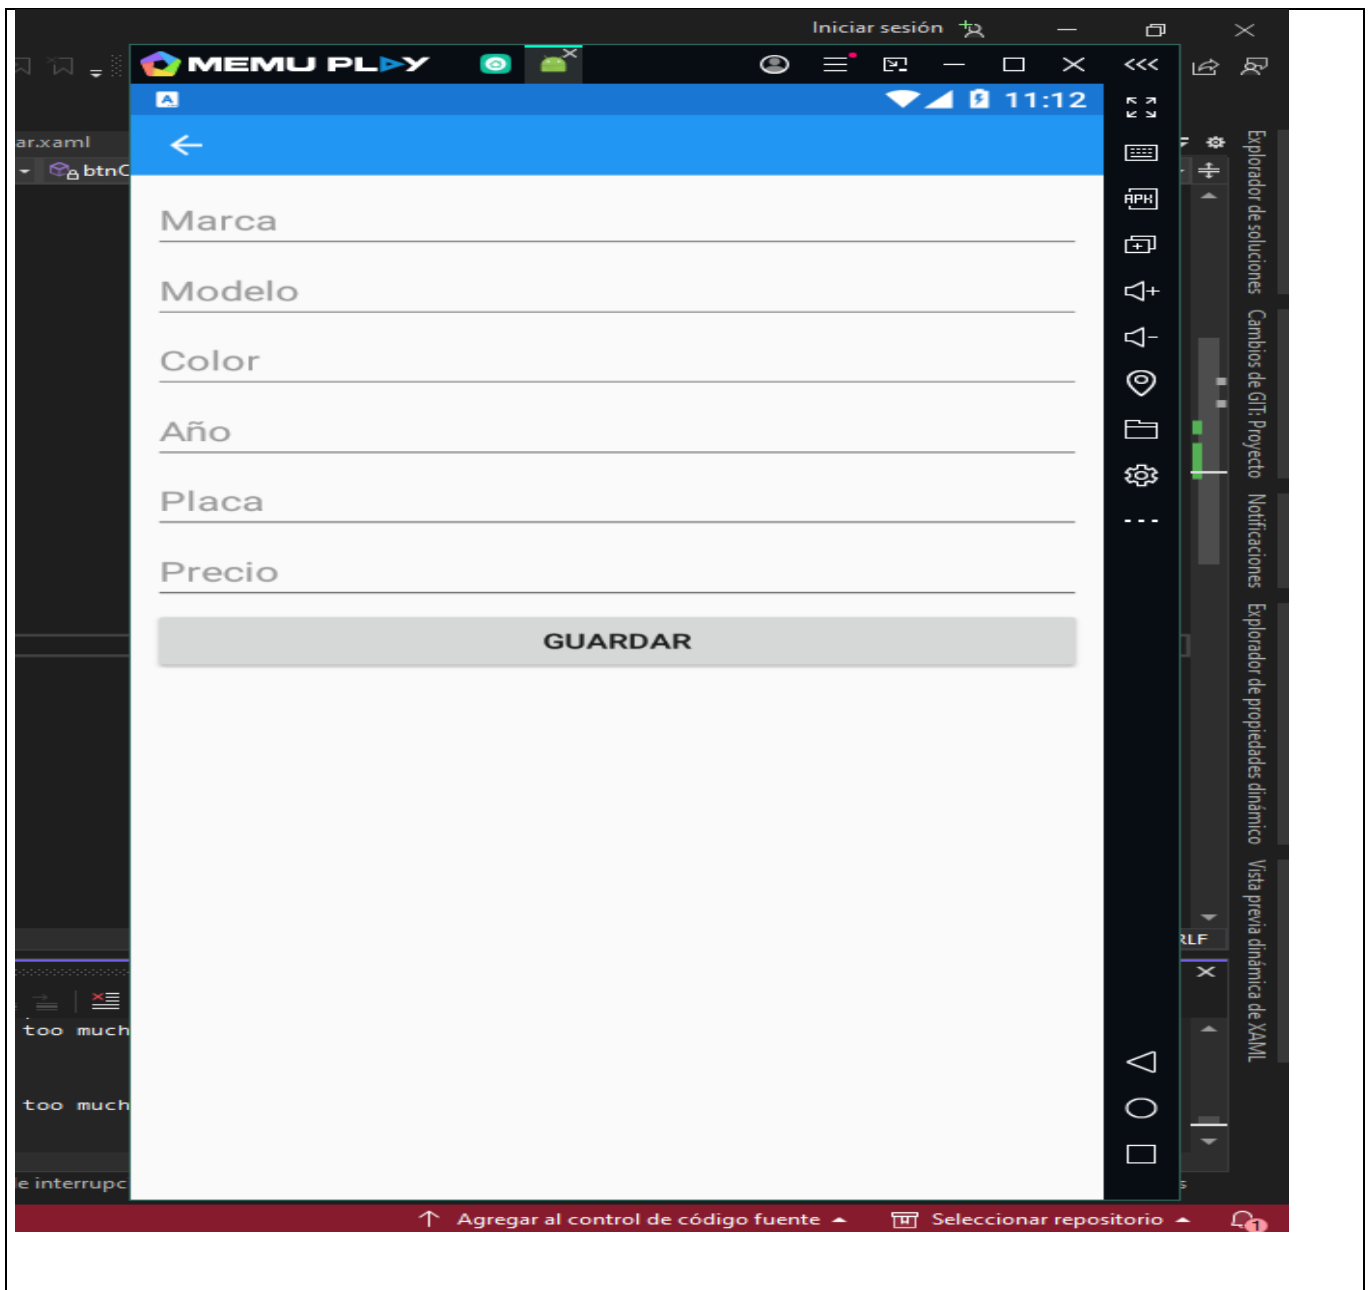 Iniciar sesión
MEMU PLAY
11:12
ar.xaml
btnC
Marca
Modelo
Color
Año
Placa
Precio
GUARDAR
APK
Explorador de soluciones
Cambios de GIT: Proyecto
Notificaciones
Explorador de propiedades dinámico
Vista previa dinámica de XAML
RLF
too much
too much
e interrupc
s
Agregar al control de código fuente
Seleccionar repositorio
1